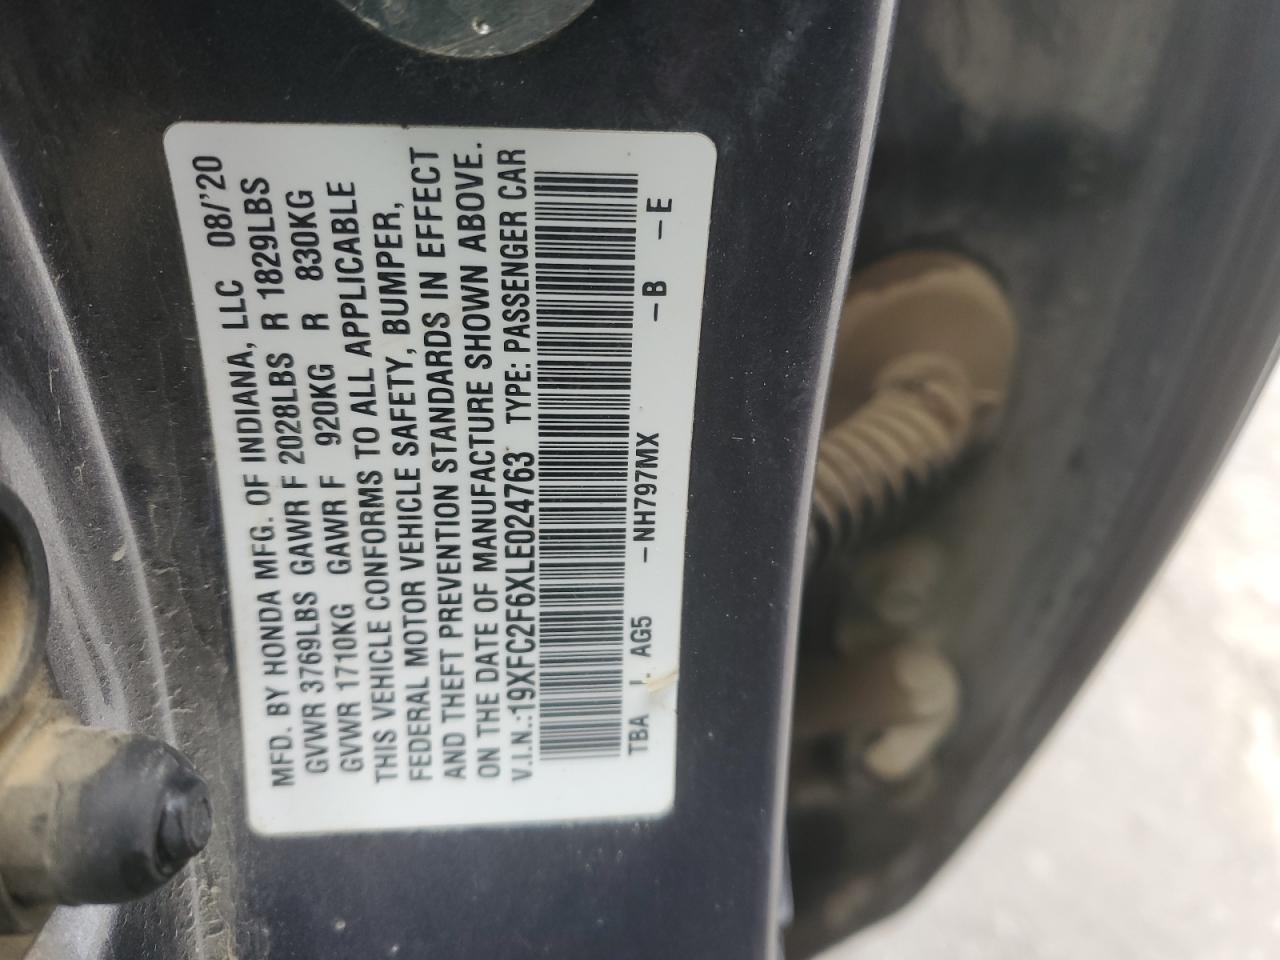 MFD. BY HONDA MFG. OF INDIANA, LLC 08/'20
GVWR 3769LBS GAWR F 2028LBS R 1829LBS
GVWR 1710KG GAWR F 920KG R 830KG
THIS VEHICLE CONFORMS TO ALL APPLICABLE
FEDERAL MOTOR VEHICLE SAFETY, BUMPER,
AND THEFT PREVENTION STANDARDS IN EFFECT
ON THE DATE OF MANUFACTURE SHOWN ABOVE.
V.I.N.:19XFC2F6XLE024763 TYPE: PASSENGER CAR
TBA I- AG5 -NH797MX -B -E